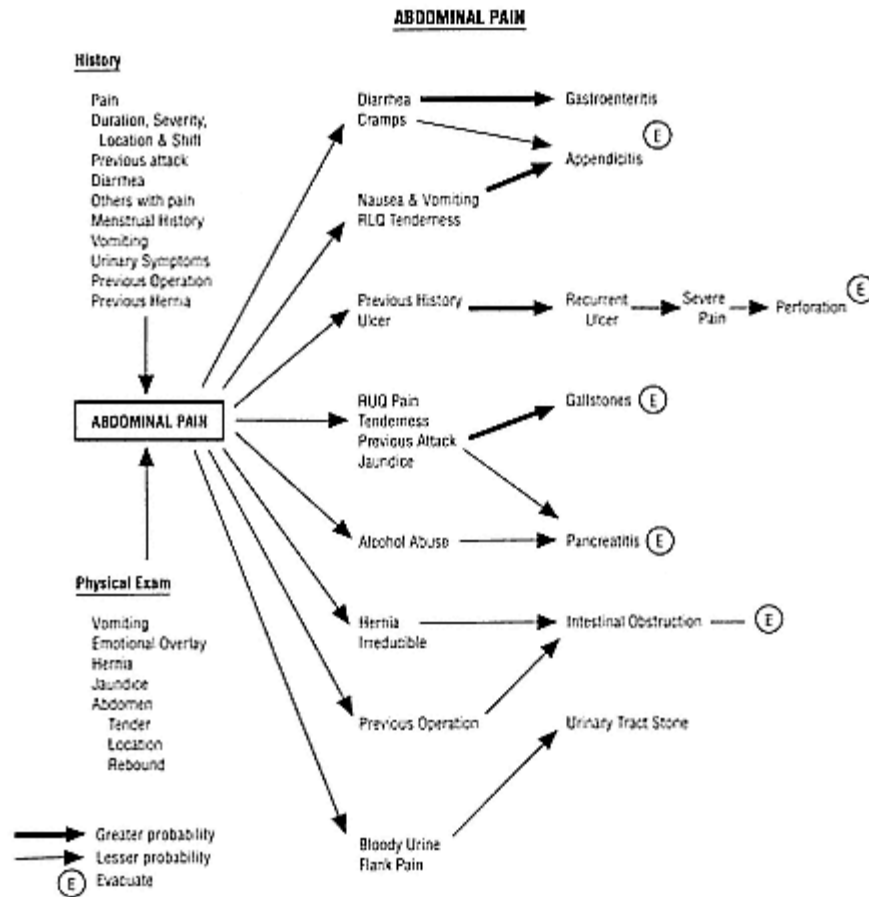 ABDOMINAL PAIN
History
Pain
Duration, Severity,
Location & Shift
Previous attack
Diarrhea
Others with pain
Menstrual History
Vomiting
Urinary Symptoms
Previous Operation
Previous Hernia
ABDOMINAL PAIN
Physical Exam
Vomiting
Emotional Overlay
Hernia
Jaundice
Abdomen
Tender
Location
Rebound
Greater probability
Lesser probability
E Evacuate
Diarrhea
Cramps
Gastroenteritis
E
Appendicitis
Nausea & Vomiting
RLQ Tenderness
Previous History
Ulcer
Recurrent
Ulcer
Severe
Pain
Perforation E
RUQ Pain
Tenderness
Previous Attack
Jaundice
Gallstones E
Alcohol Abuse
Pancreatitis E
Hernia
Irreducible
Intestinal Obstruction E
Previous Operation
Urinary Tract Stone
Bloody Urine
Flank Pain